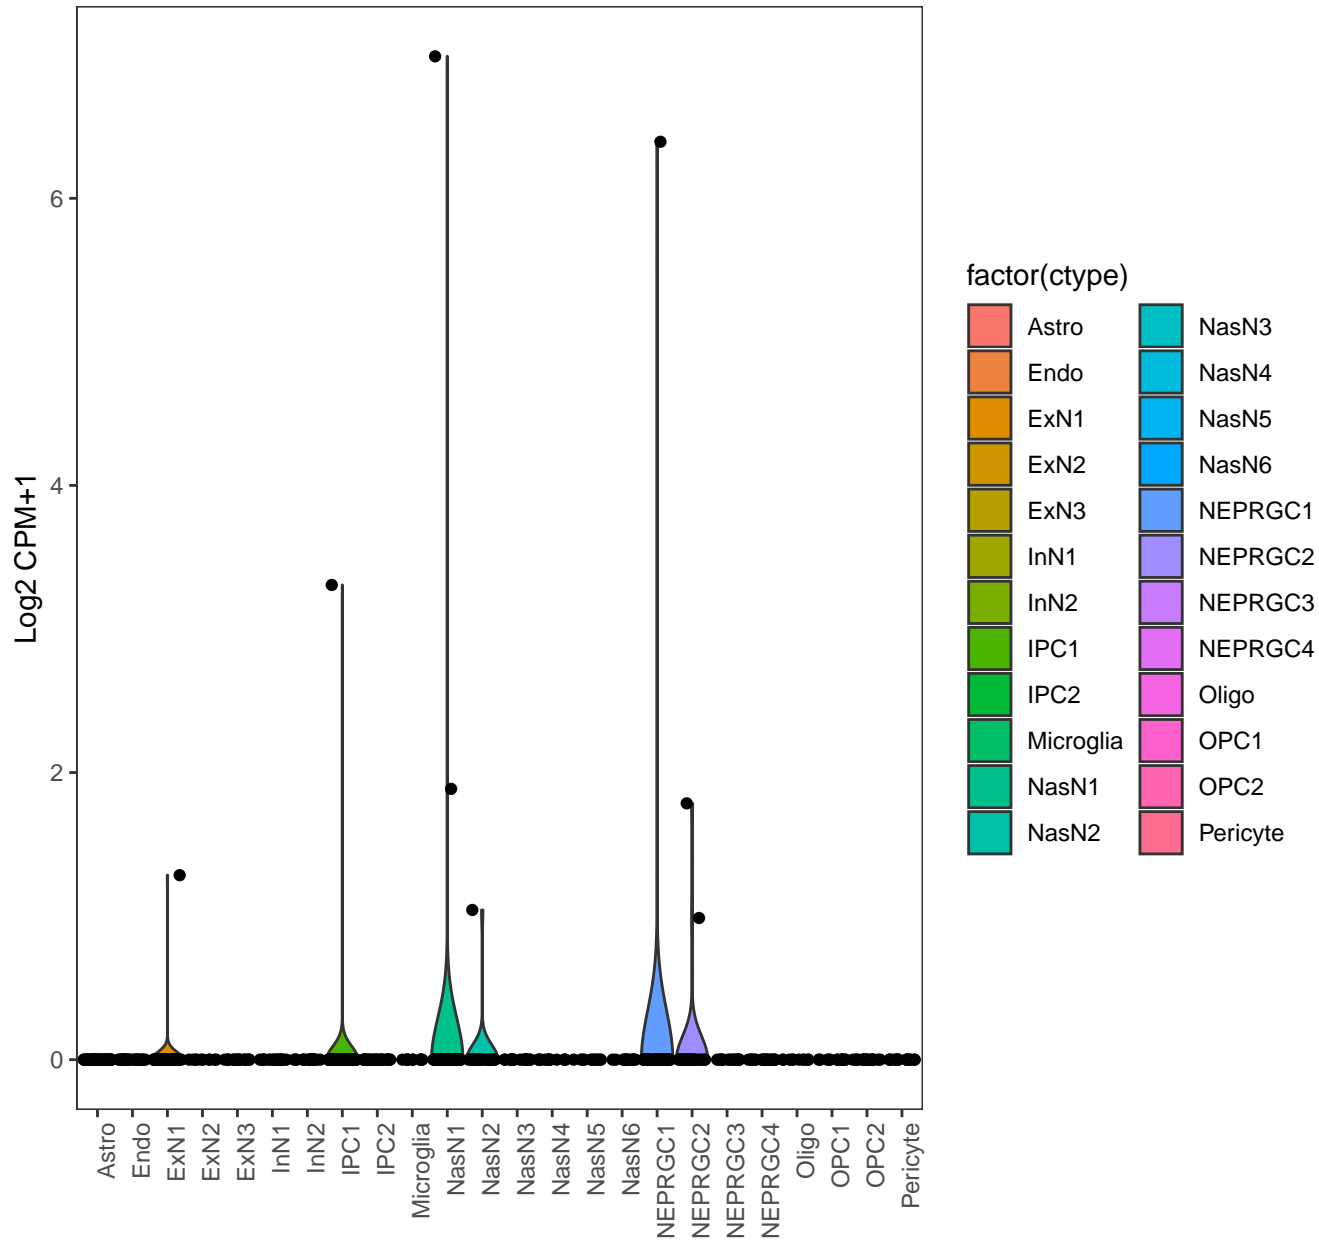 6
4
2
0
Log2 CPM+1
Astro
Endo
ExN1
ExN2
ExN3
InN1
InN2
IPC1
IPC2
Microglia
NasN1
NasN2
NasN3
NasN4
NasN5
NasN6
NEPRGC1
NEPRGC2
NEPRGC3
NEPRGC4
Oligo
OPC1
OPC2
Pericyte
factor(ctype)
Astro
Endo
ExN1
ExN2
ExN3
InN1
InN2
IPC1
IPC2
Microglia
NasN1
NasN2
NasN3
NasN4
NasN5
NasN6
NEPRGC1
NEPRGC2
NEPRGC3
NEPRGC4
Oligo
OPC1
OPC2
Pericyte